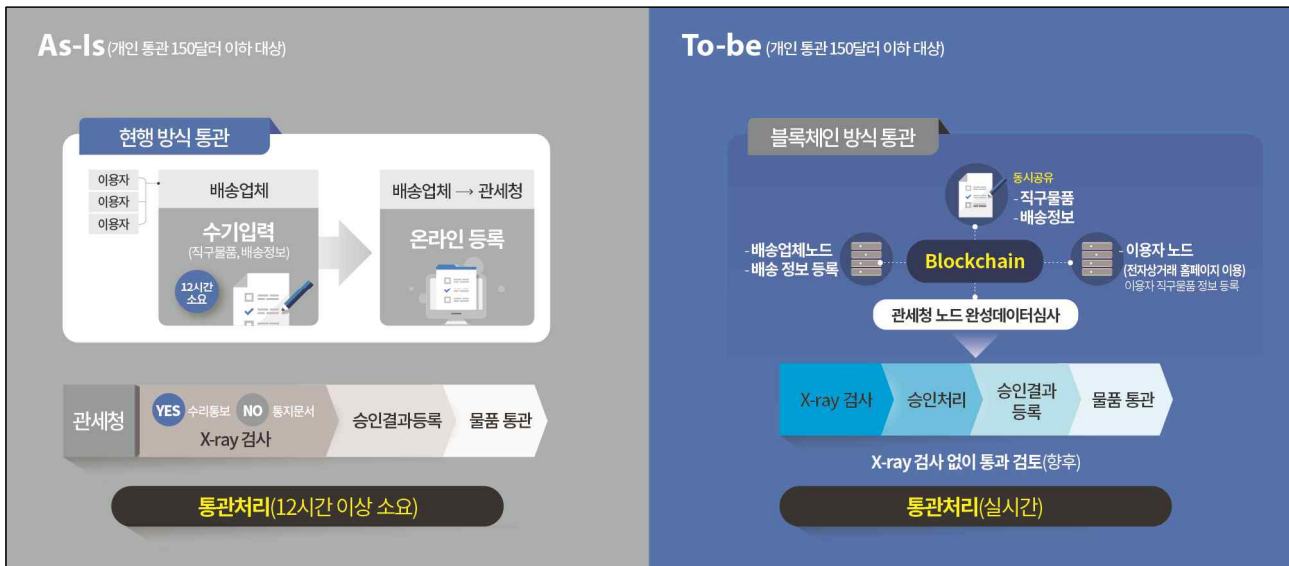 As-Is (개인 통관 150달러 이하 대상)
현행 방식 통관
이용자
이용자
이용자
배송업체
수기입력
(직구물품,배송정보)
12시간
소요
배송업체 → 관세청
온라인 등록
관세청
YES 수리통보 NO 통지문서
X-ray 검사
승인결과등록
물품 통관
통관처리(12시간 이상 소요)
To-be (개인 통관 150달러 이하 대상)
블록체인 방식 통관
동시공유
- 직구물품
- 배송정보
- 배송업체노드
- 배송 정보 등록
Blockchain
- 이용자 노드
(전자상거래 홈페이지 이용)
이용자 직구물품 정보 등록
관세청 노드 완성데이터심사
X-ray 검사
승인처리
승인결과
등록
물품 통관
X-ray 검사 없이 통과 검토(향후)
통관처리(실시간)